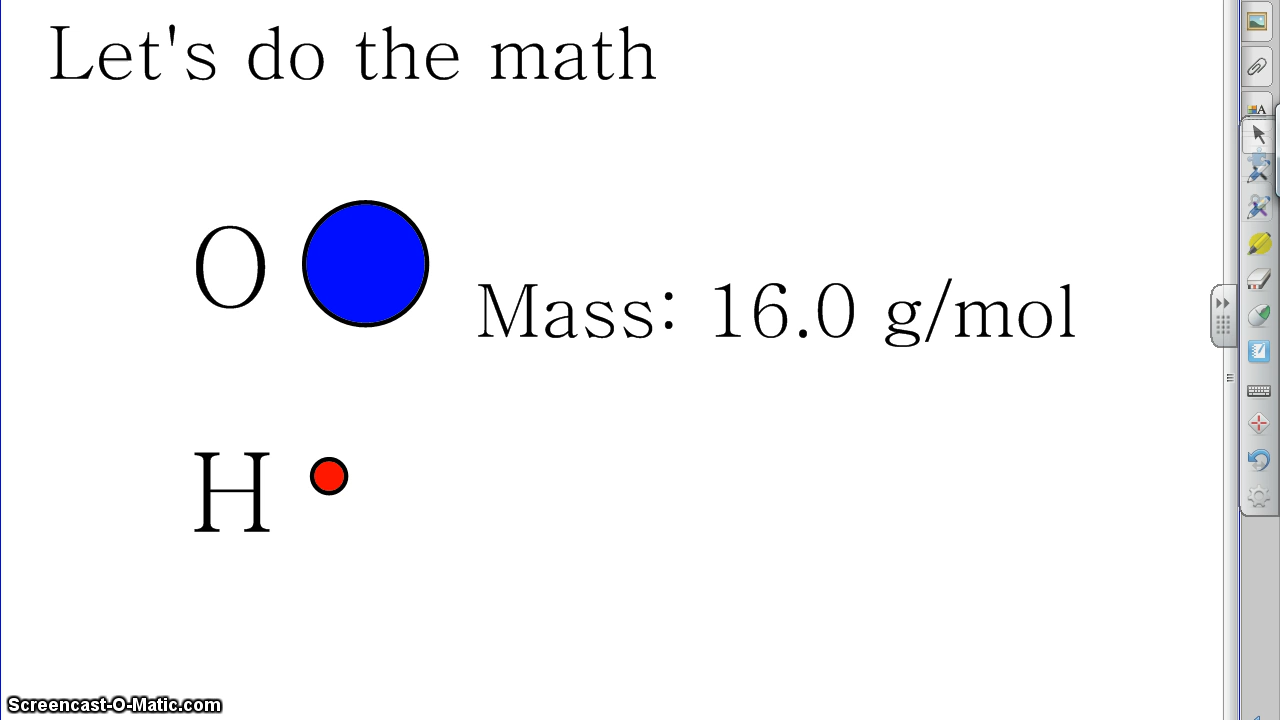 Let's do the math
O
Mass: 16.0 g/mol
H
A
Screencast-O-Matic.com